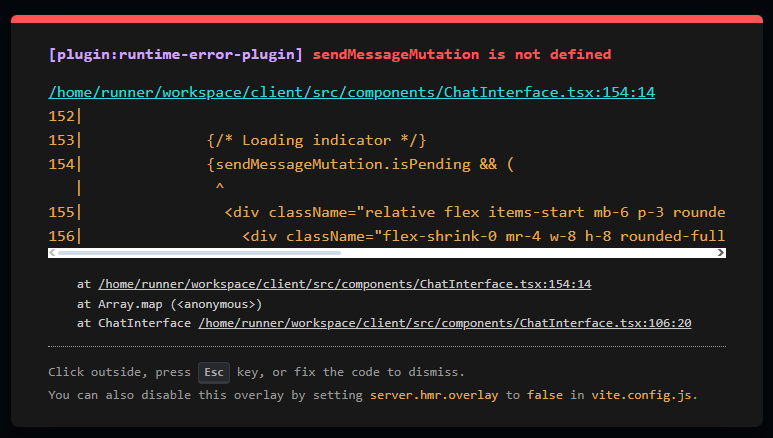 [plugin:runtime-error-plugin] sendMessageMutation is not defined
/home/runner/workspace/client/src/components/ChatInterface.tsx:154:14
152|
153|              {/* Loading indicator */}
154|              {sendMessageMutation.isPending && (
   |               ^
155|                <div className="relative flex items-start mb-6 p-3 rounde
156|                  <div className="flex-shrink-0 mr-4 w-8 h-8 rounded-full
at /home/runner/workspace/client/src/components/ChatInterface.tsx:154:14
at Array.map (<anonymous>)
at ChatInterface /home/runner/workspace/client/src/components/ChatInterface.tsx:106:20
Click outside, press Esc key, or fix the code to dismiss.
You can also disable this overlay by setting server.hmr.overlay to false in vite.config.js.